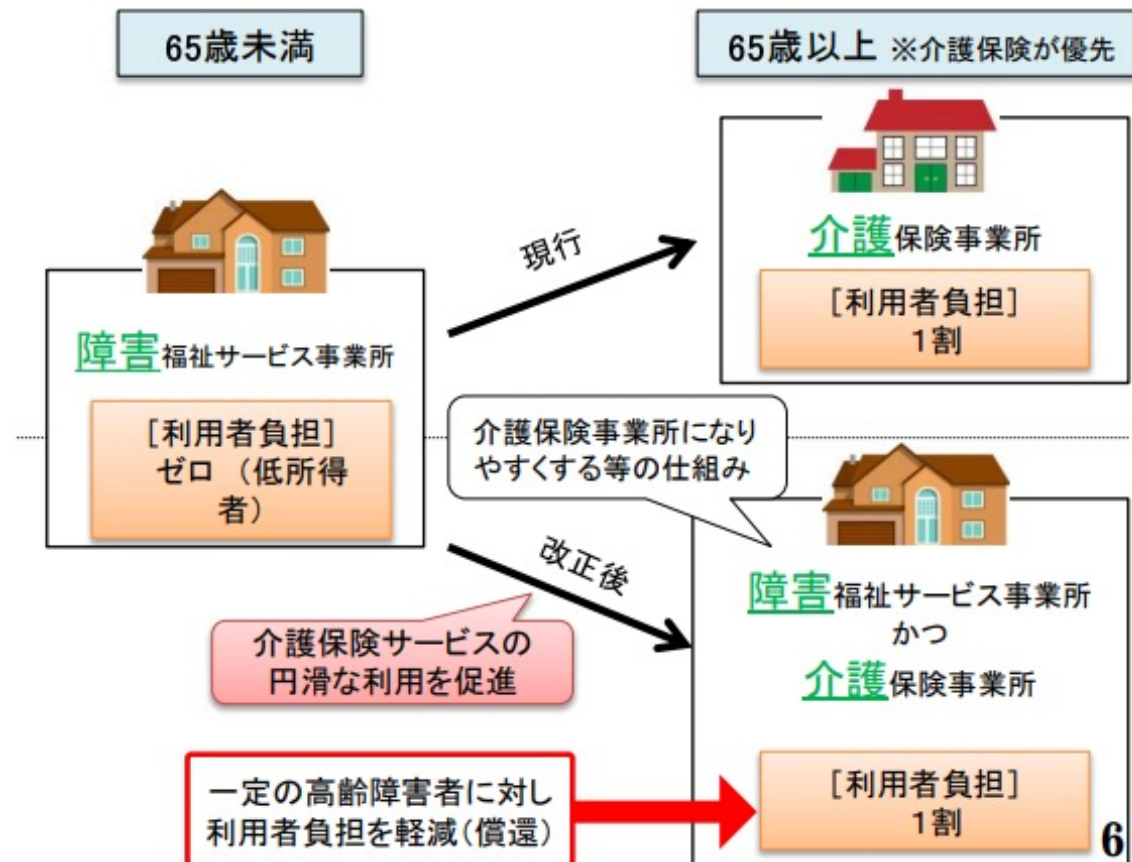 65歳未満
65歳以上 ※介護保険が優先
現行
介護保険事業所
[利用者負担]
1割
障害福祉サービス事業所
[利用者負担]
ゼロ (低所得
者)
介護保険事業所になり
やすくする等の仕組み
改正後
介護保険サービスの
円滑な利用を促進
障害福祉サービス事業所
かつ
介護保険事業所
一定の高齢障害者に対し
利用者負担を軽減(償還)
[利用者負担]
1割
6